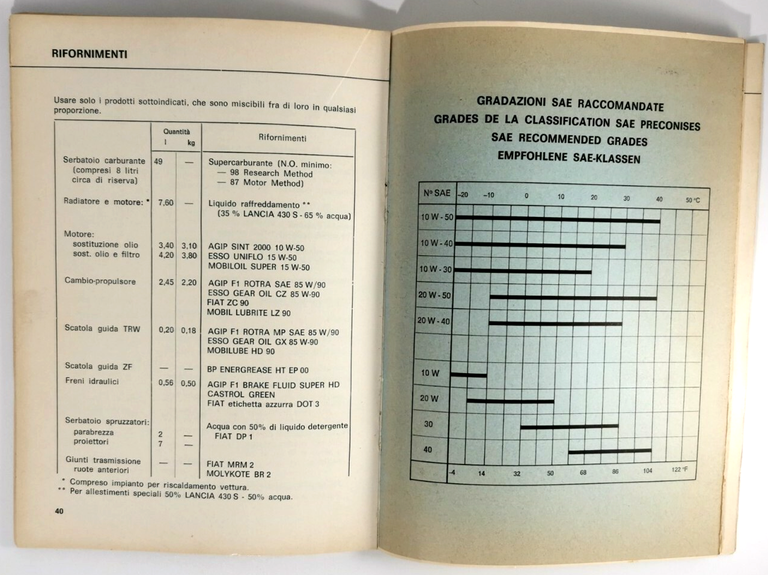 RIFORNIMENTI
Usare solo i prodotti sottoindicati, che sono miscibili fra di loro in qualsiasi
proporzione.
Quantità
l kg
Rifornimenti
Serbatoio carburante 49 — Supercarburante (N.O. minimo:
(compresi 8 litri — 98 Research Method
circa di riserva) — 87 Motor Method)
Radiatore e motore: * 7,60 — Liquido raffreddamento **
(35 % LANCIA 430 S - 65 % acqua)
Motore:
sostituzione olio 3,40 3,10 AGIP SINT 2000 10 W-50
sost. olio e filtro 4,20 3,80 ESSO UNIFLO 15 W-50
MOBILOIL SUPER 15 W-50
Cambio-propulsore 2,45 2,20 AGIP F1 ROTRA SAE 85 W/90
ESSO GEAR OIL CZ 85 W-90
FIAT ZC 90
MOBIL LUBRITE LZ 90
Scatola guida TRW 0,20 0,18 AGIP F1 ROTRA MP SAE 85 W/90
ESSO GEAR OIL GX 85 W-90
MOBILUBE HD 90
Scatola guida ZF — — BP ENERGREASE HT EP 00
Freni idraulici 0,56 0,50 AGIP F1 BRAKE FLUID SUPER HD
CASTROL GREEN
FIAT etichetta azzurra DOT 3
Serbatoio spruzzatori: Acqua con 50% di liquido detergente
parabrezza 2 — FIAT DP 1
proiettori 7 —
Giunti trasmissione — — FIAT MRM 2
ruote anteriori MOLYKOTE BR 2
* Compreso impianto per riscaldamento vettura.
** Per allestimenti speciali 50% LANCIA 430 S - 50% acqua.
40
GRADAZIONI SAE RACCOMANDATE
GRADES DE LA CLASSIFICATION SAE PRECONISES
SAE RECOMMENDED GRADES
EMPFOHLENE SAE-KLASSEN
N° SAE -20 -10 0 10 20 30 40 50 °C
10 W - 50
10 W - 40
10 W - 30
20 W - 50
20 W - 40
10 W
20 W
30
40
-4 14 32 50 68 86 104 122 °F